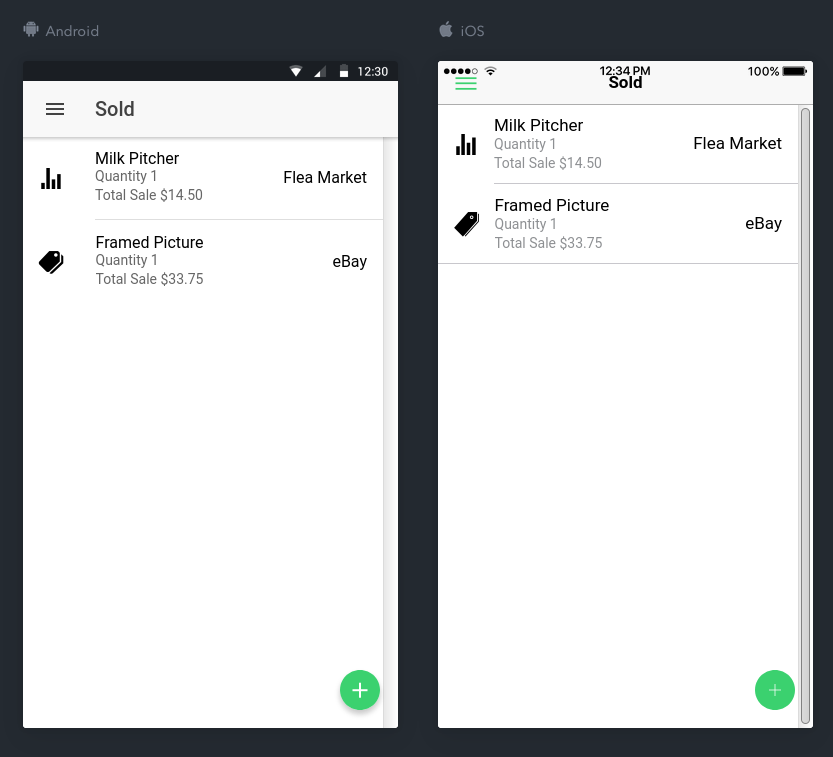 Android
12:30
Sold
Milk Pitcher
Quantity 1
Total Sale $14.50
Flea Market
Framed Picture
Quantity 1
Total Sale $33.75
eBay
iOS
12:34 PM
100%
Sold
Milk Pitcher
Quantity 1
Total Sale $14.50
Flea Market
Framed Picture
Quantity 1
Total Sale $33.75
eBay